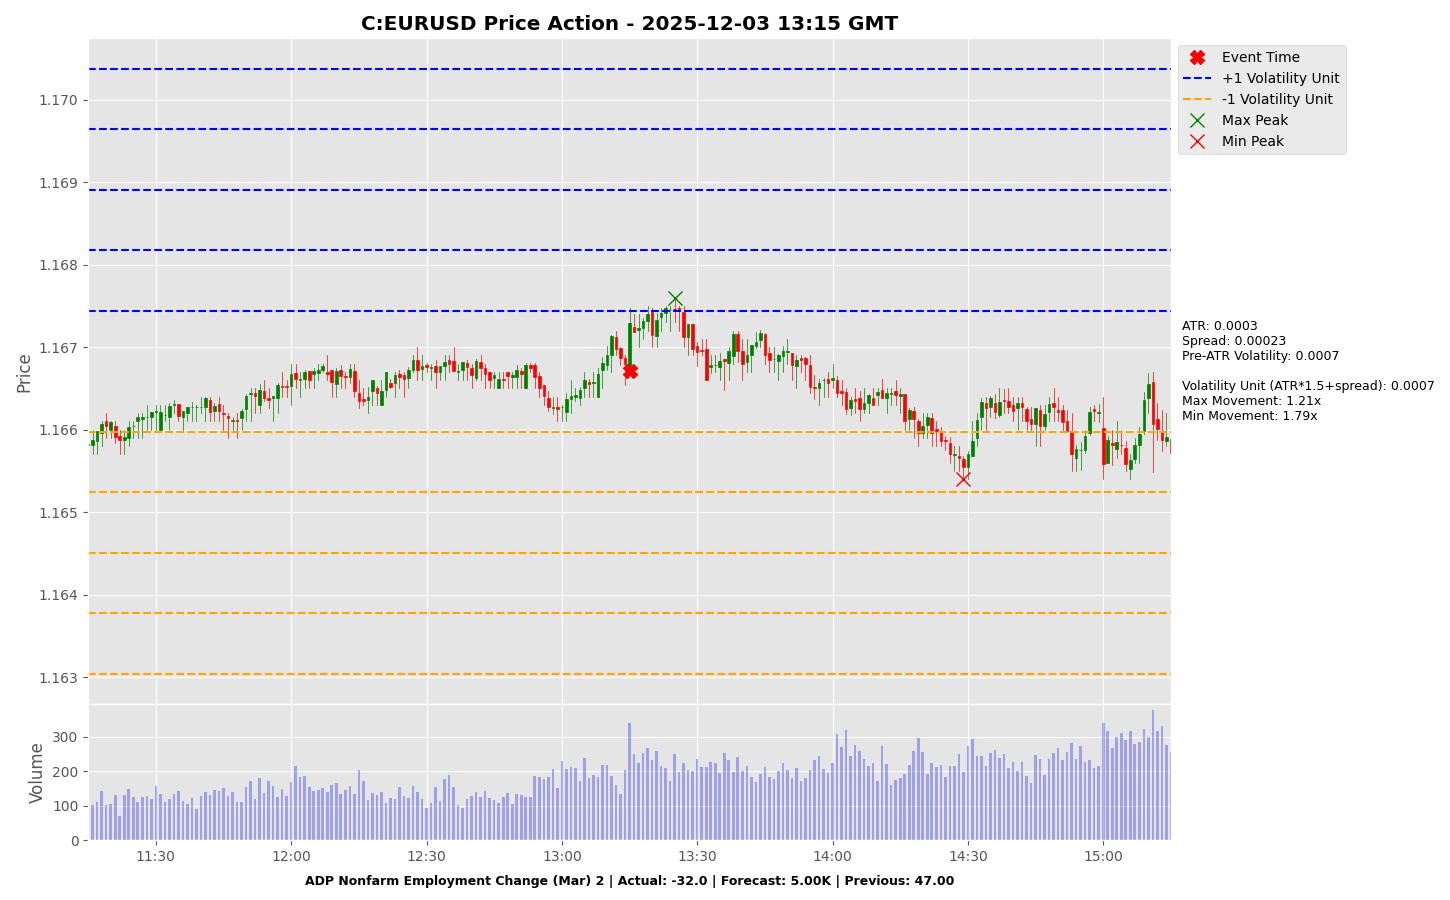 C:EURUSD Price Action - 2025-12-03 13:15 GMT
Event Time
+1 Volatility Unit
-1 Volatility Unit
Max Peak
Min Peak
Price
1.170
1.169
1.168
1.167
1.166
1.165
1.164
1.163
ATR: 0.0003
Spread: 0.00023
Pre-ATR Volatility: 0.0007
Volatility Unit (ATR*1.5+spread): 0.0007
Max Movement: 1.21x
Min Movement: 1.79x
Volume
300
200
100
0
11:30 12:00 12:30 13:00 13:30 14:00 14:30 15:00
ADP Nonfarm Employment Change (Mar) 2 | Actual: -32.0 | Forecast: 5.00K | Previous: 47.00